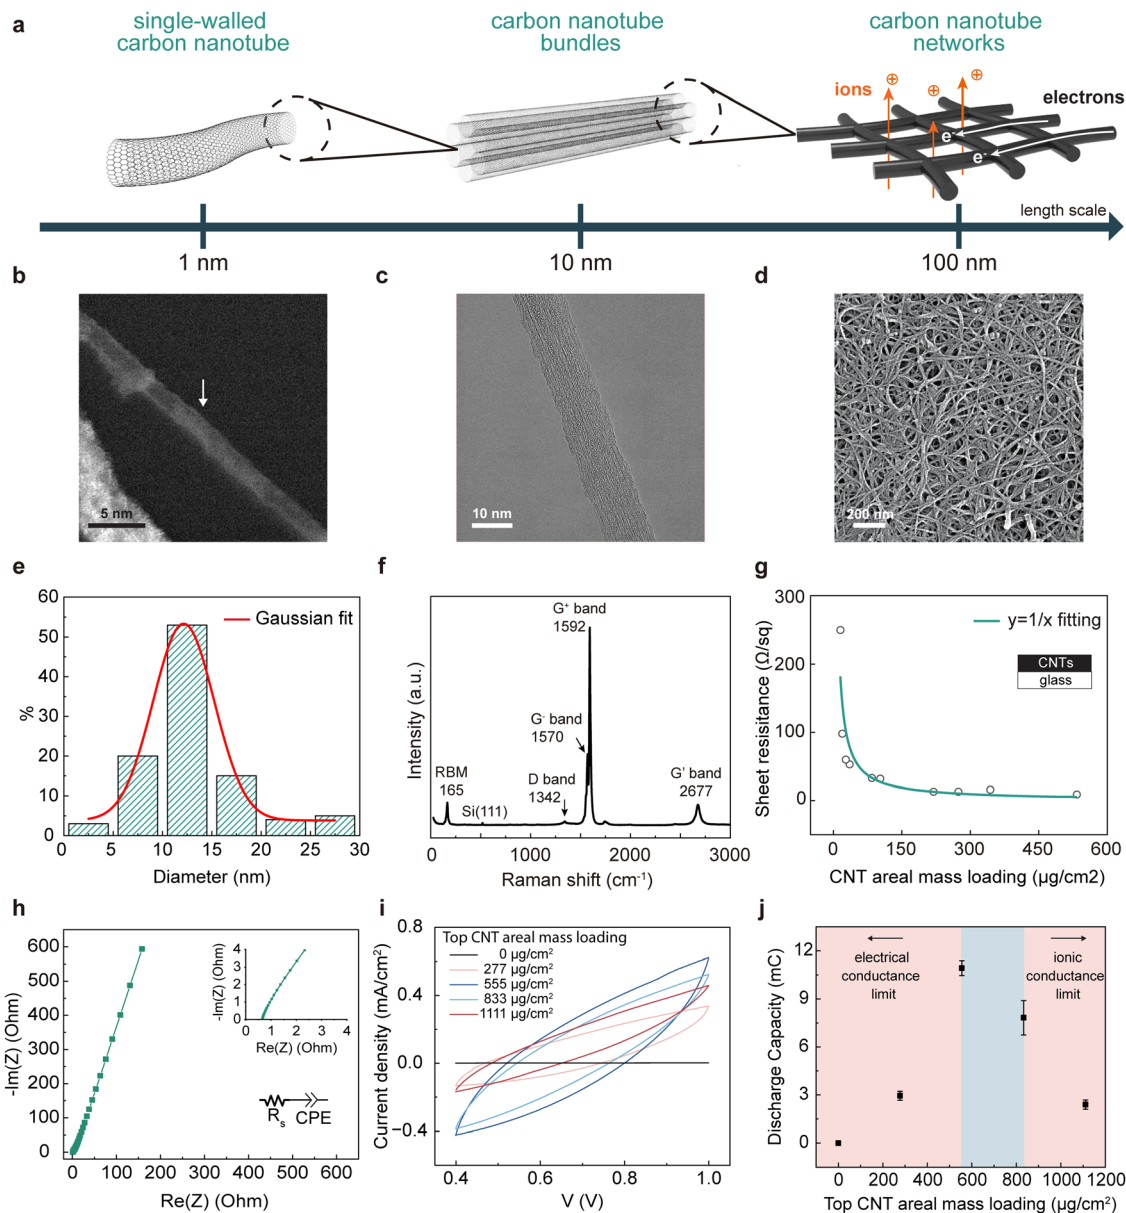 a
single-walled
carbon nanotube
carbon nanotube
bundles
carbon nanotube
networks
ions
⊕
⊕
⊕
electrons
e-
e-
length scale
1 nm
10 nm
100 nm
b
5 nm
c
10 nm
d
200 nm
e
60
50
40
30
20
10
0
%
Gaussian fit
0
5
10
15
20
25
30
Diameter (nm)
f
Intensity (a.u.)
G⁺ band
1592
G⁻ band
1570
RBM
165
Si(111)
D band
1342
G' band
2677
0
1000
2000
3000
Raman shift (cm⁻¹)
g
Sheet resisitance (Ω/sq)
300
200
100
0
y=1/x fitting
CNTs
glass
0
150
300
450
600
CNT areal mass loading (µg/cm2)
h
-Im(Z) (Ohm)
600
500
400
300
200
100
0
-Im(Z) (Ohm)
4
3
2
1
0
0
1
2
3
4
Re(Z) (Ohm)
Rₛ
CPE
0
100
200
300
400
500
600
Re(Z) (Ohm)
i
Current density (mA/cm²)
0.8
0.4
0.0
−0.4
Top CNT areal mass loading
0 µg/cm²
277 µg/cm²
555 µg/cm²
833 µg/cm²
1111 µg/cm²
0.4
0.6
0.8
1.0
V (V)
j
Discharge Capacity (mC)
12
9
6
3
0
electrical
conductance
limit
ionic
conductance
limit
0
200
400
600
800
1000
1200
Top CNT areal mass loading (µg/cm²)